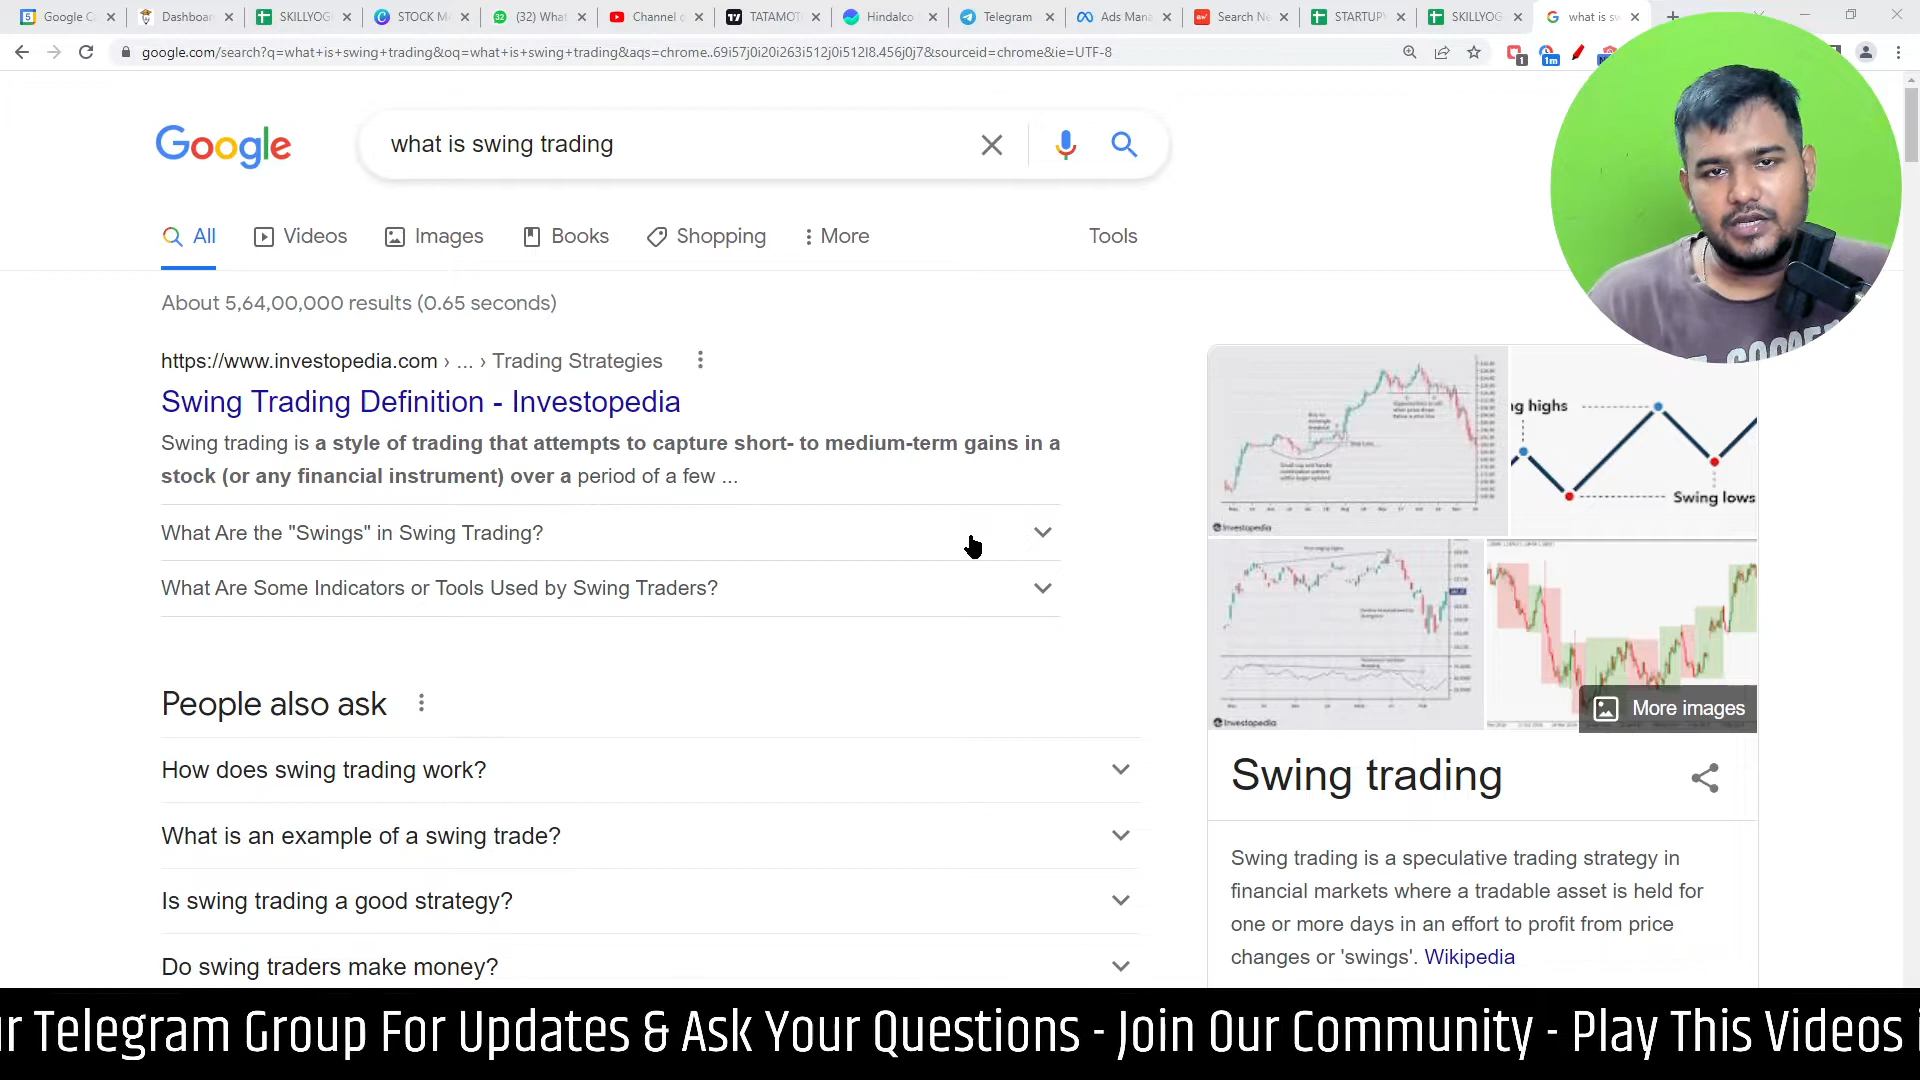 Google C
Dashboar
SKILLYOG
STOCK M
(32) What
Channel c
TATAMOT
Hindalco
Telegram
Ads Mana
Search Ne
STARTUP
SKILLYOG
what is sw
google.com/search?q=what+is+swing+trading&oq=what+is+swing+trading&aqs=chrome..69i57j0i20i263i512j0i512l8.456j0j7&sourceid=chrome&ie=UTF-8
1
1m
Google
what is swing trading
All
Videos
Images
Books
Shopping
More
Tools
About 5,64,00,000 results (0.65 seconds)
https://www.investopedia.com › ... › Trading Strategies
Swing Trading Definition - Investopedia
Swing trading is a style of trading that attempts to capture short- to medium-term gains in a
stock (or any financial instrument) over a period of a few ...
What Are the "Swings" in Swing Trading?
What Are Some Indicators or Tools Used by Swing Traders?
People also ask
How does swing trading work?
What is an example of a swing trade?
Is swing trading a good strategy?
Do swing traders make money?
Investopedia
g highs
Swing lows
Investopedia
More images
Swing trading
Swing trading is a speculative trading strategy in
financial markets where a tradable asset is held for
one or more days in an effort to profit from price
changes or 'swings'. Wikipedia
r Telegram Group For Updates & Ask Your Questions - Join Our Community - Play This Videos i